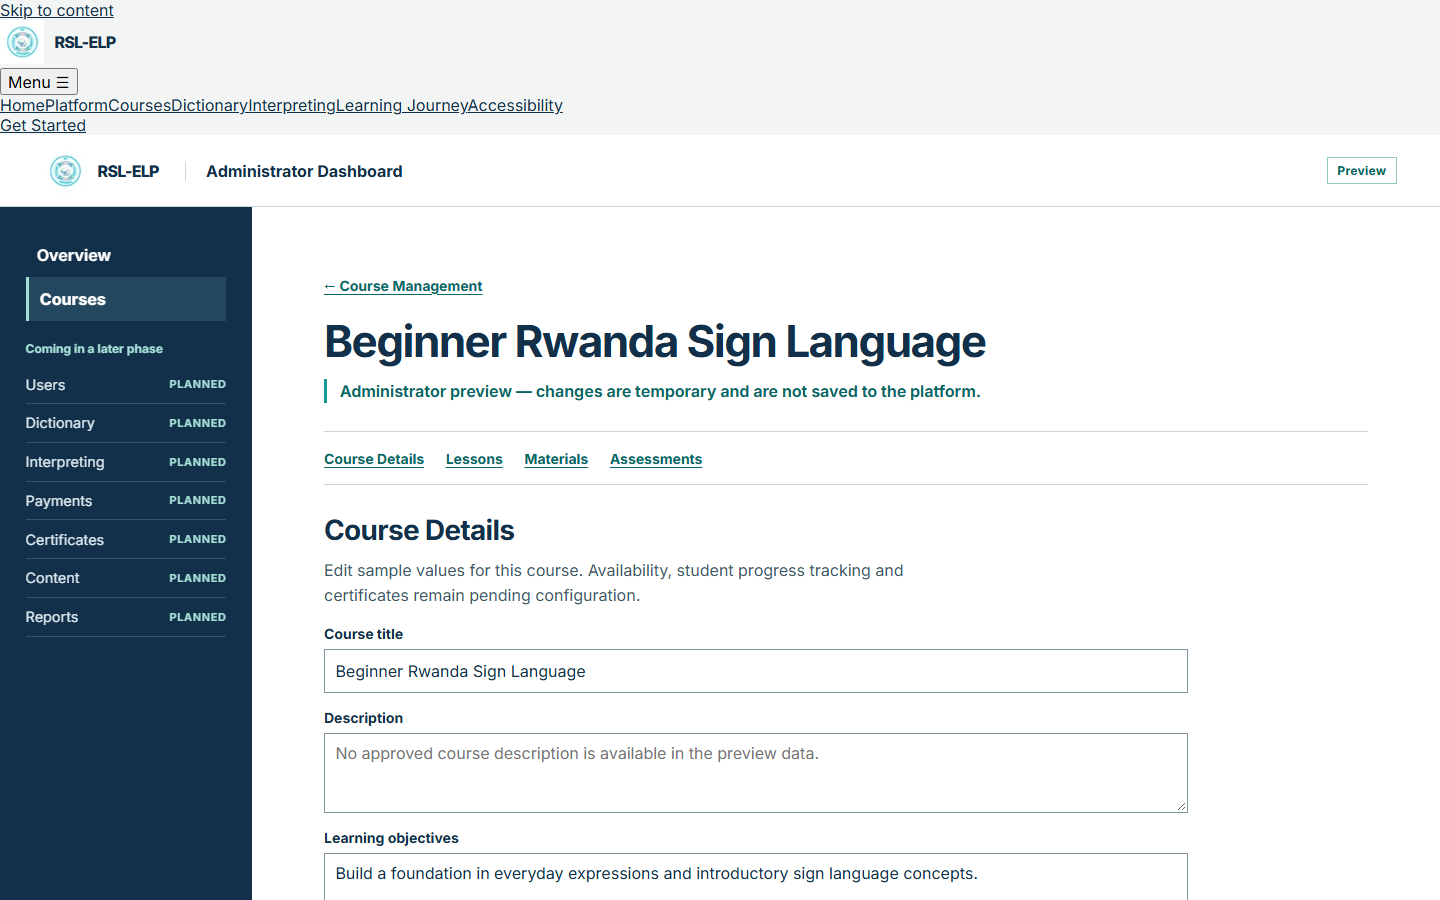 Skip to content
RSL-ELP
Menu ☰
HomePlatformCoursesDictionaryInterpretingLearning JourneyAccessibility
Get Started
RSL-ELP
Administrator Dashboard
Preview
Overview
Courses
Coming in a later phase
Users PLANNED
Dictionary PLANNED
Interpreting PLANNED
Payments PLANNED
Certificates PLANNED
Content PLANNED
Reports PLANNED
← Course Management
Beginner Rwanda Sign Language
Administrator preview — changes are temporary and are not saved to the platform.
Course Details Lessons Materials Assessments
Course Details
Edit sample values for this course. Availability, student progress tracking and
certificates remain pending configuration.
Course title
Beginner Rwanda Sign Language
Description
No approved course description is available in the preview data.
Learning objectives
Build a foundation in everyday expressions and introductory sign language concepts.